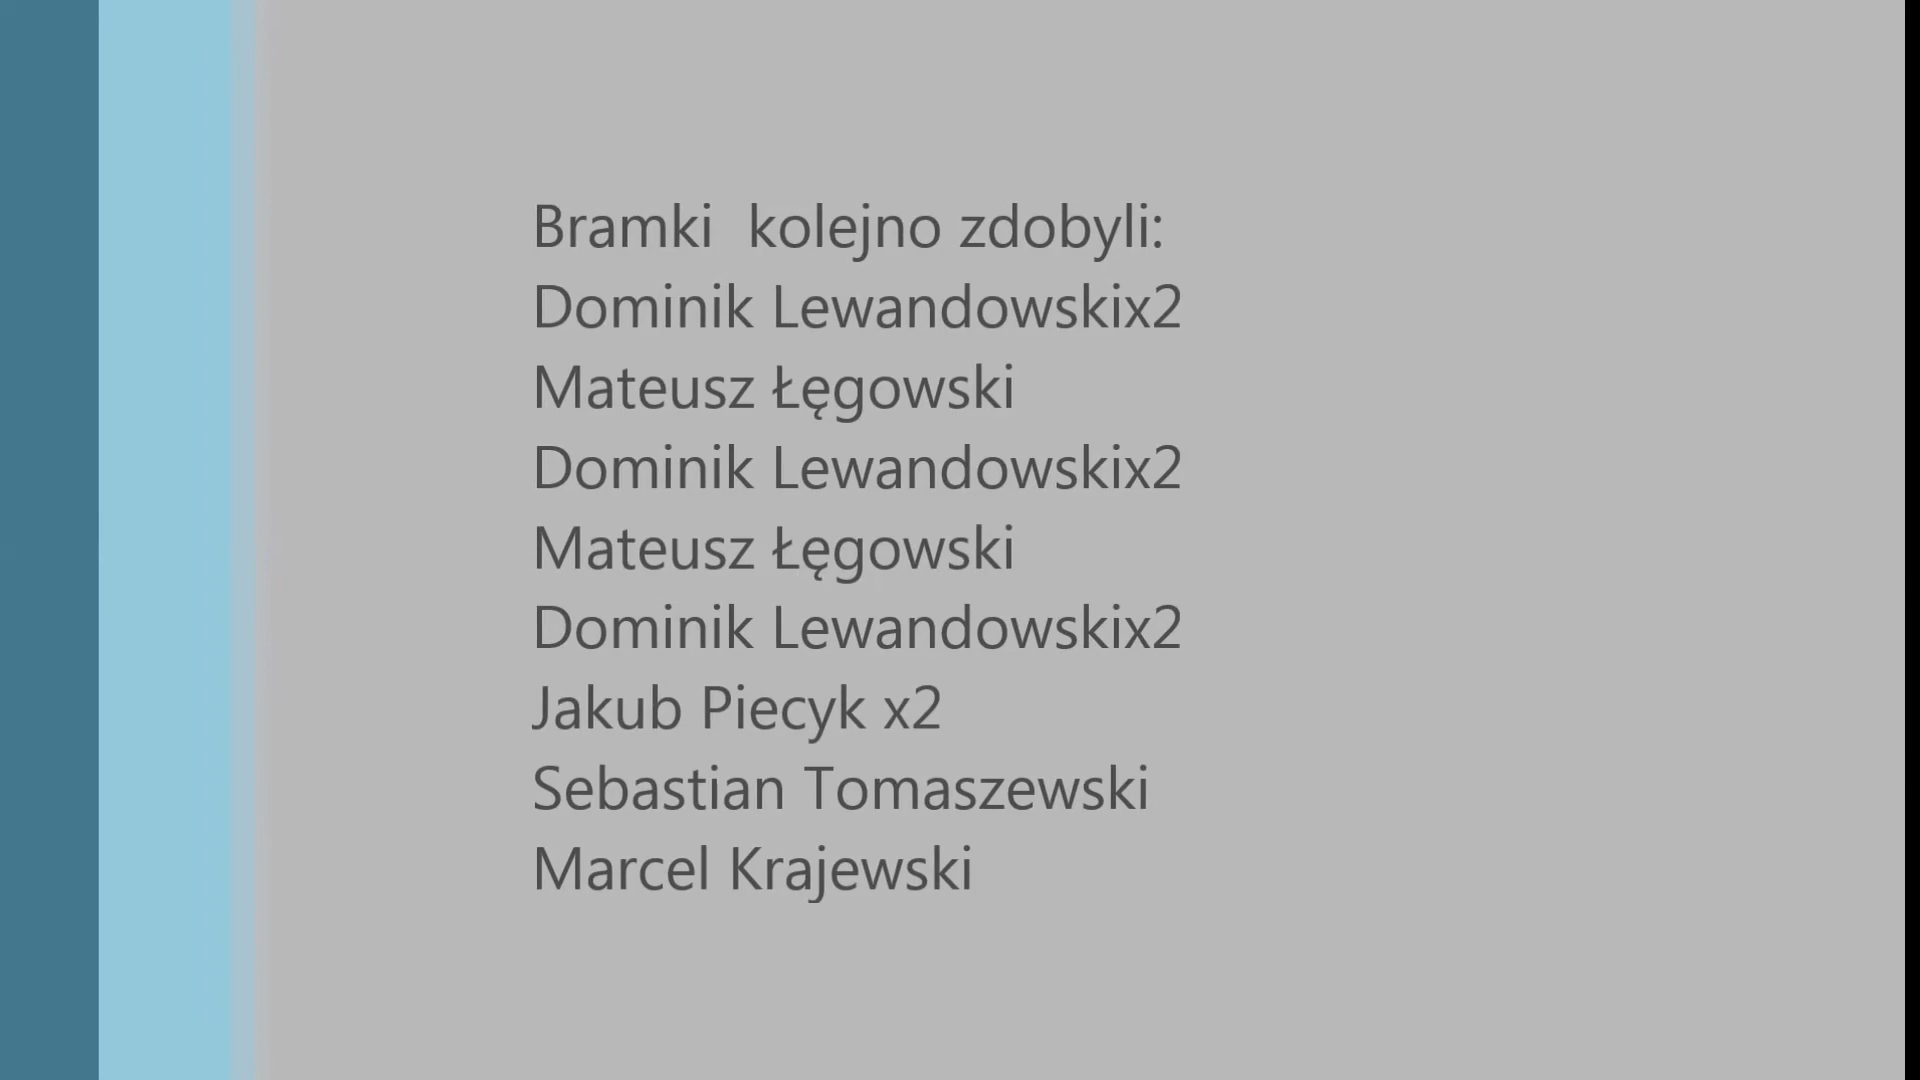 Bramki  kolejno zdobyli:
Dominik Lewandowskix2
Mateusz Łęgowski
Dominik Lewandowskix2
Mateusz Łęgowski
Dominik Lewandowskix2
Jakub Piecyk x2
Sebastian Tomaszewski
Marcel Krajewski